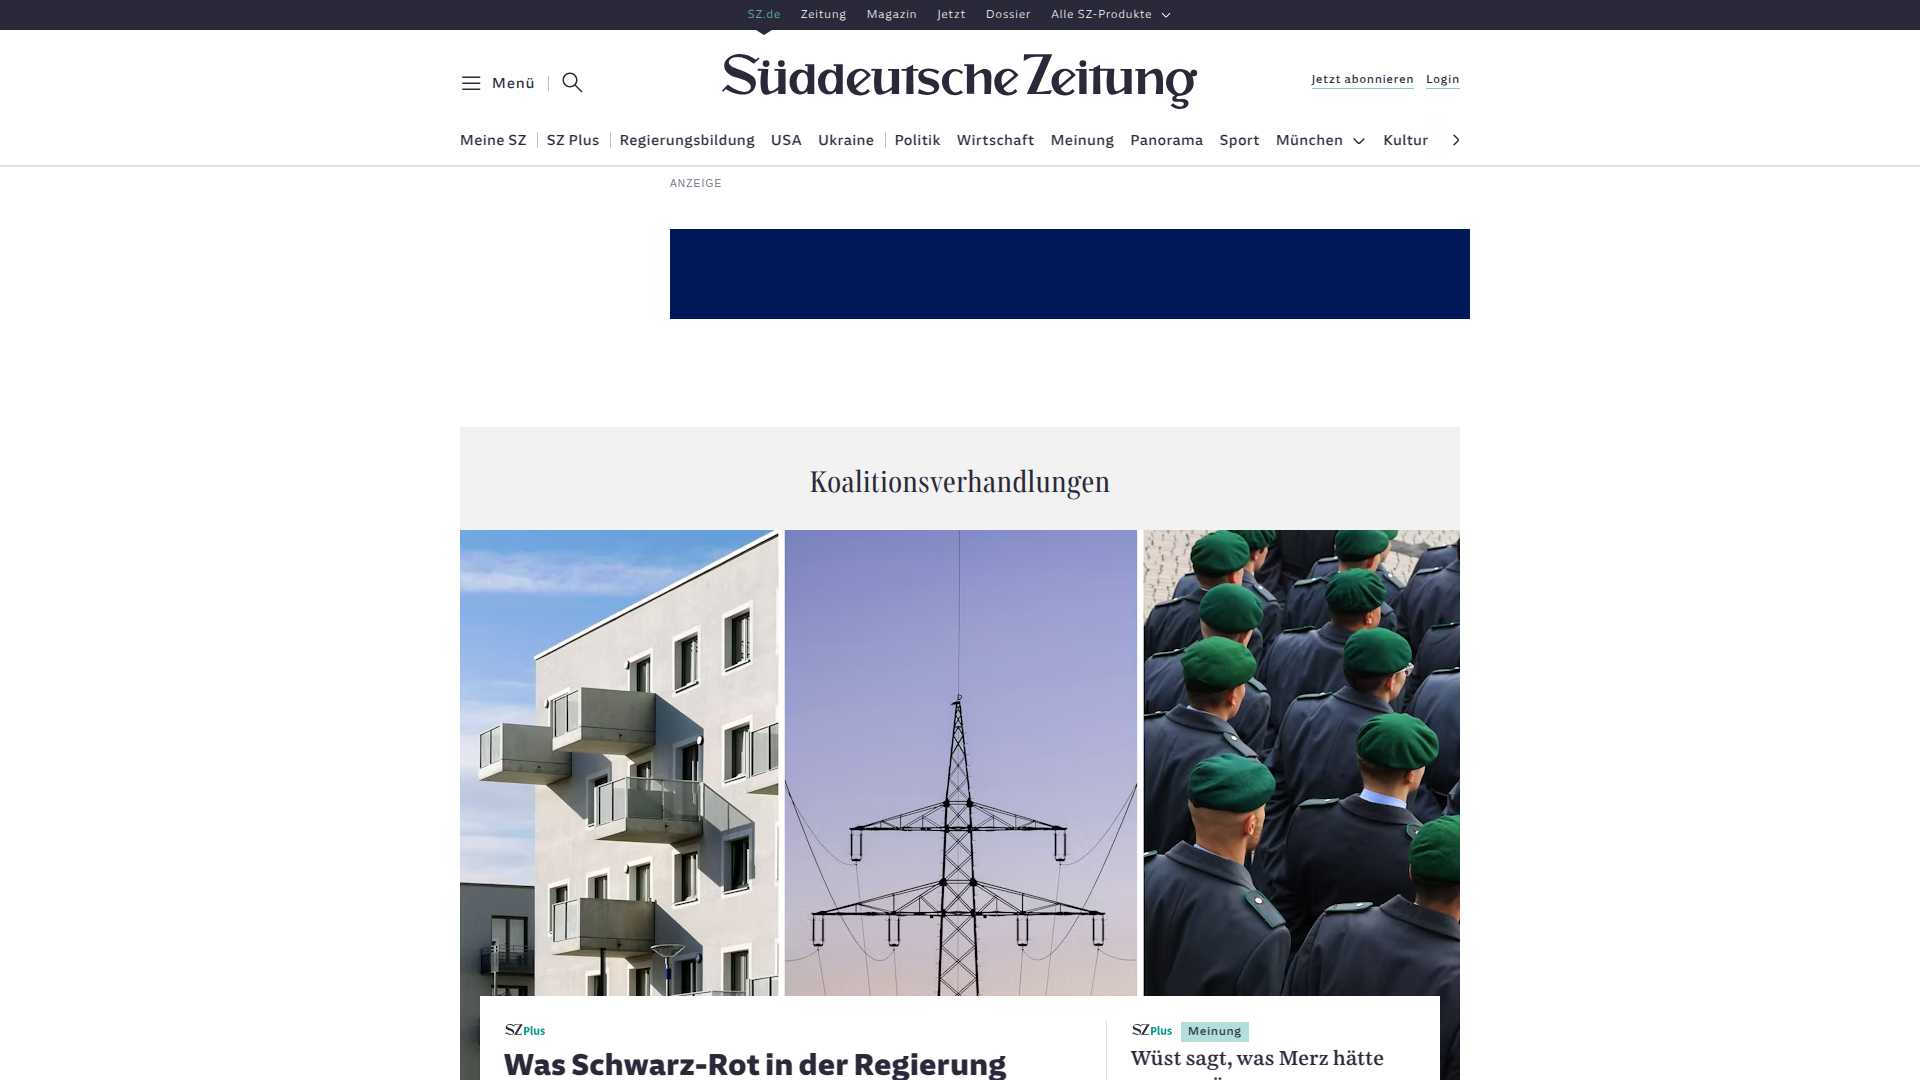 SZ.de Zeitung Magazin Jetzt Dossier Alle SZ-Produkte
Menü
Süddeutsche Zeitung
Jetzt abonnieren Login
Meine SZ SZ Plus Regierungsbildung USA Ukraine Politik Wirtschaft Meinung Panorama Sport München Kultur
ANZEIGE
Koalitionsverhandlungen
SZ Plus
Was Schwarz-Rot in der Regierung
SZ Plus Meinung
Wüst sagt, was Merz hätte